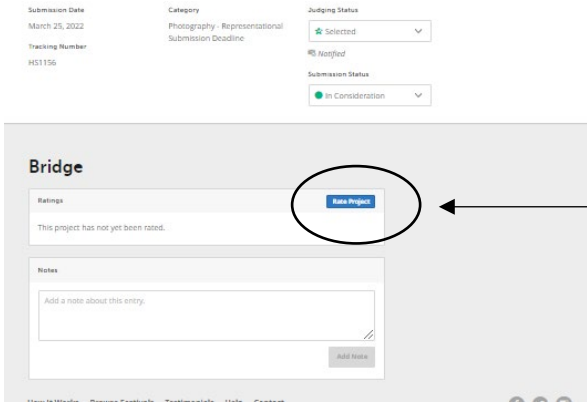 Submission Date
March 25, 2022
Tracking Number
HS1156
Category
Photography - Representational
Submission Deadline
Judging Status
Selected
Notified
Submission Status
In Consideration
Bridge
Ratings
Rate Project
This project has not yet been rated.
Notes
Add a note about this entry.
Add Note
How It Works Browse Festivals Testimonials Help Contact